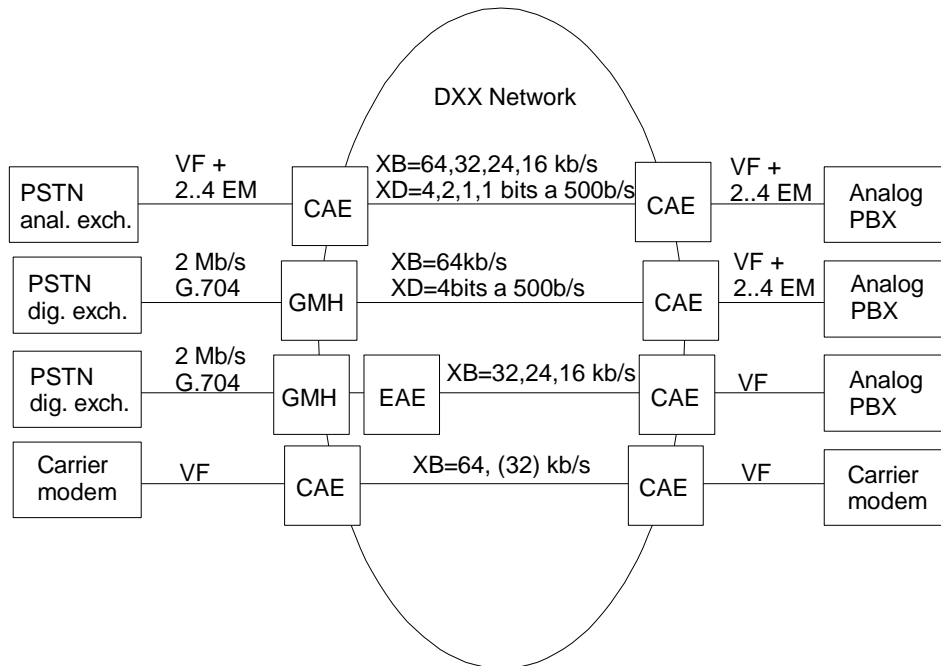 DXX Network
PSTN
anal. exch.
VF +
2..4 EM
CAE
XB=64,32,24,16 kb/s
XD=4,2,1,1 bits a 500b/s
CAE
VF +
2..4 EM
Analog
PBX
PSTN
dig. exch.
2 Mb/s
G.704
GMH
XB=64kb/s
XD=4bits a 500b/s
CAE
VF +
2..4 EM
Analog
PBX
PSTN
dig. exch.
2 Mb/s
G.704
GMH
EAE
XB=32,24,16 kb/s
CAE
VF
Analog
PBX
Carrier
modem
VF
CAE
XB=64, (32) kb/s
CAE
VF
Carrier
modem